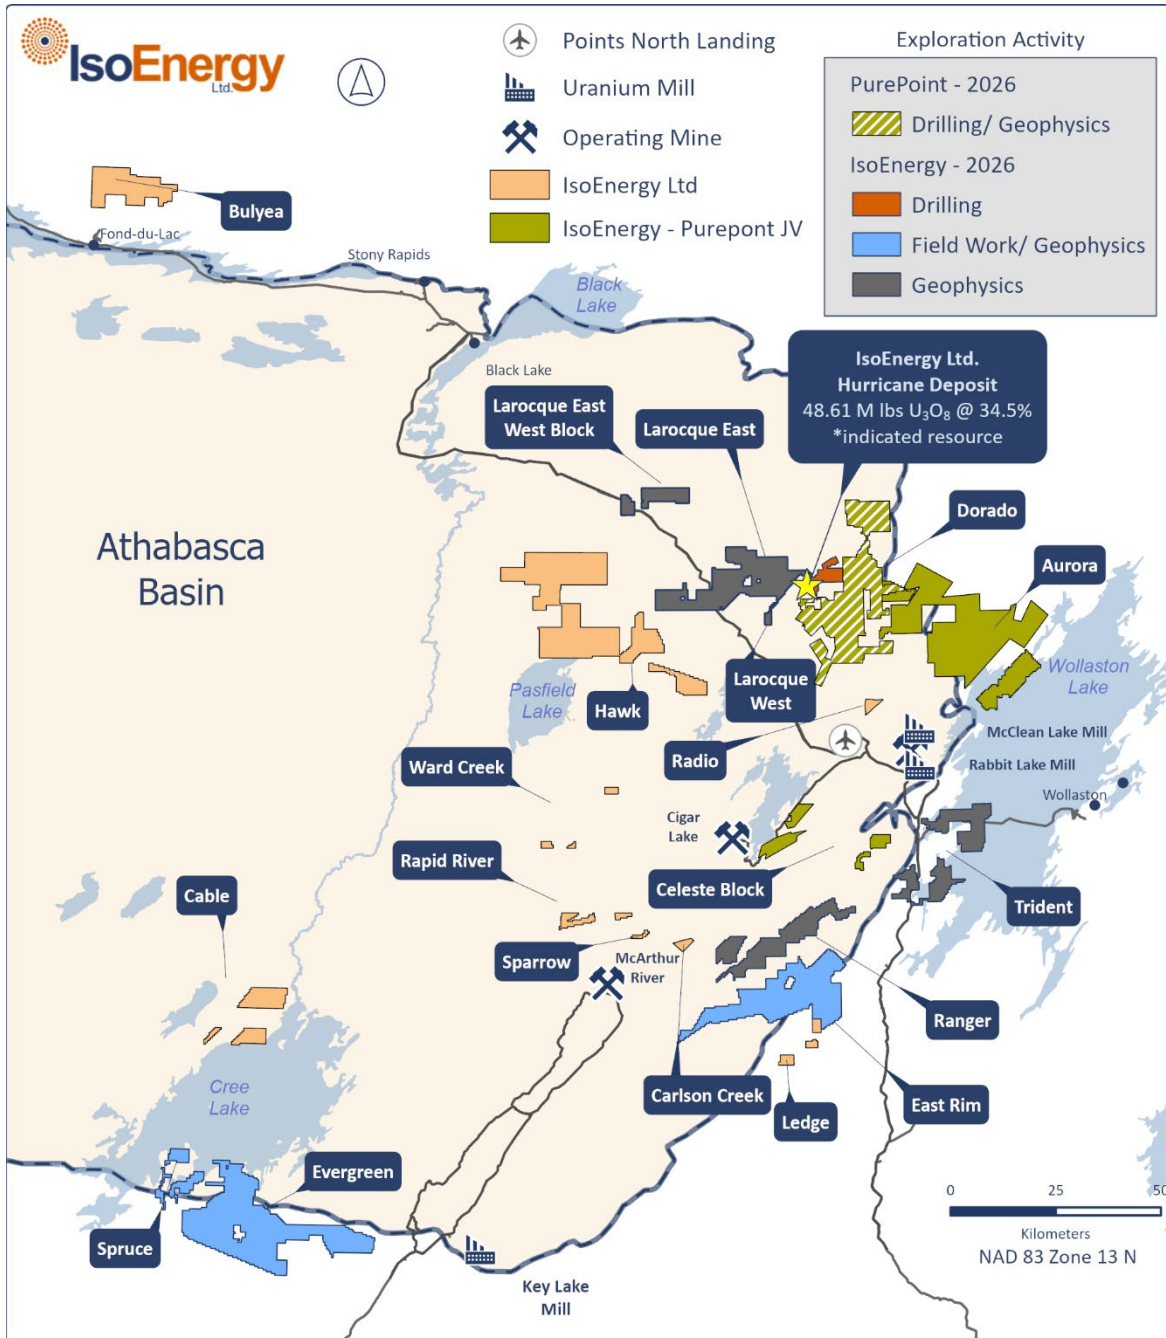 IsoEnergy
Ltd.
Points North Landing
Uranium Mill
Operating Mine
IsoEnergy Ltd
IsoEnergy - Purepont JV
Exploration Activity
PurePoint - 2026
Drilling/ Geophysics
IsoEnergy - 2026
Drilling
Field Work/ Geophysics
Geophysics
Bulyea
Fond-du-Lac
Stony Rapids
Black
Lake
Black Lake
IsoEnergy Ltd.
Hurricane Deposit
48.61 M lbs U₃O₈ @ 34.5%
*indicated resource
Larocque East
West Block
Larocque East
Dorado
Aurora
Athabasca
Basin
Pasfield
Lake
Hawk
Larocque
West
Wollaston
Lake
Radio
McClean Lake Mill
Rabbit Lake Mill
Wollaston
Ward Creek
Cigar
Lake
Rapid River
Celeste Block
Cable
Trident
Sparrow
McArthur
River
Ranger
Cree
Lake
Carlson Creek
Ledge
East Rim
Evergreen
Spruce
Key Lake
Mill
0
25
50
Kilometers
NAD 83 Zone 13 N